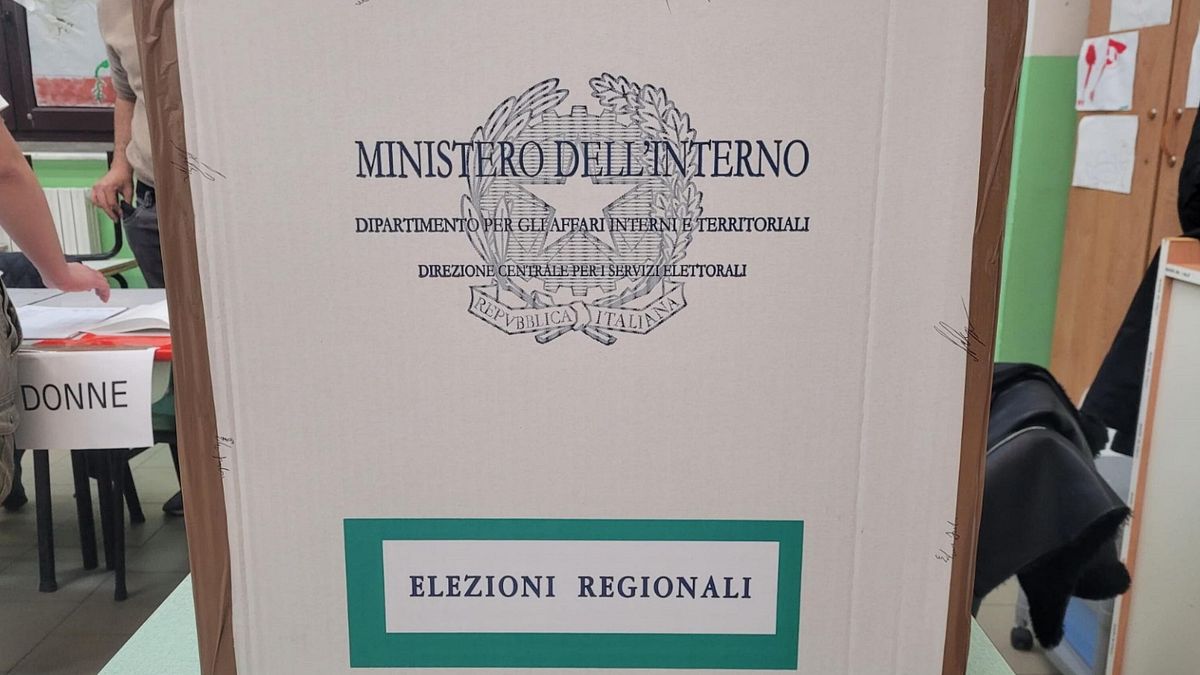 MINISTERO DELL'INTERNO
DIPARTIMENTO PER GLI AFFARI INTERNI E TERRITORIALI
DIREZIONE CENTRALE PER I SERVIZI ELETTORALI
REPVBBLICA ITALIANA
DONNE
ELEZIONI REGIONALI